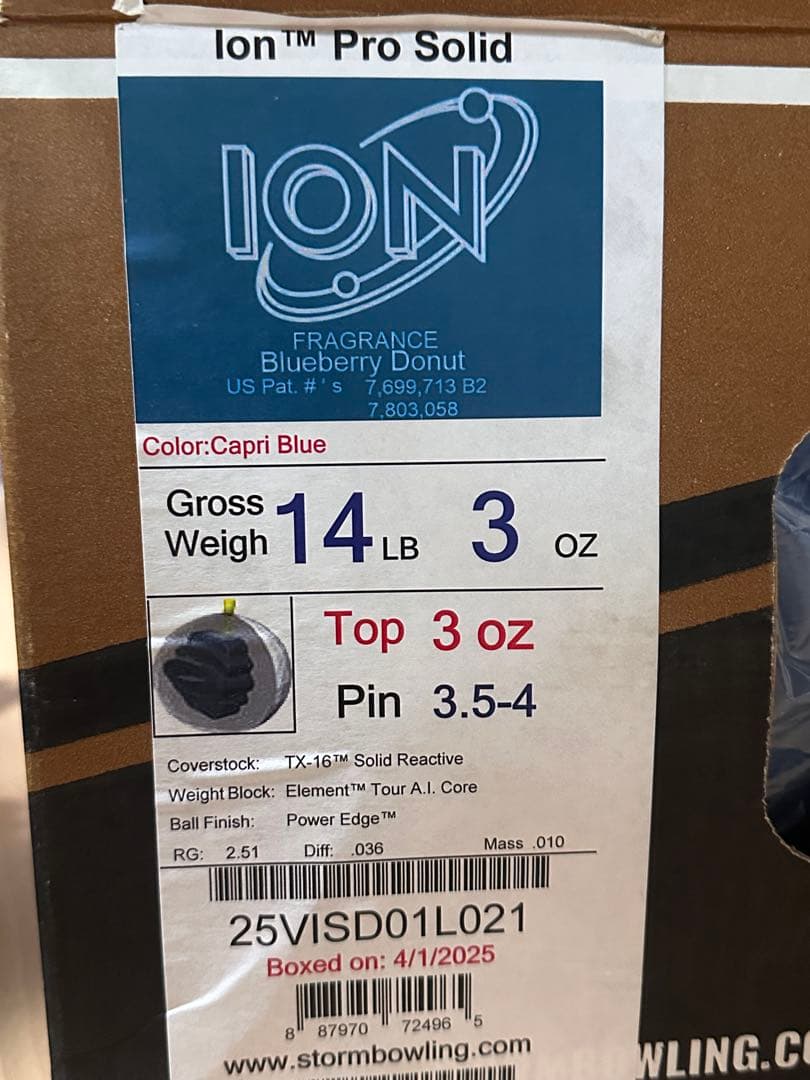 Ion™ Pro Solid
ION
FRAGRANCE
Blueberry Donut
US Pat. #'s 7,699,713 B2
7,803,058
Color:Capri Blue
Gross
Weigh 14 LB 3 OZ
Top 3 oz
Pin 3.5-4
Coverstock: TX-16™ Solid Reactive
Weight Block: Element™ Tour A.I. Core
Ball Finish: Power Edge™
RG: 2.51 Diff: .036 Mass .010
25VISD01L021
Boxed on: 4/1/2025
8 87970 72496 5
www.stormbowling.com
WLING.C